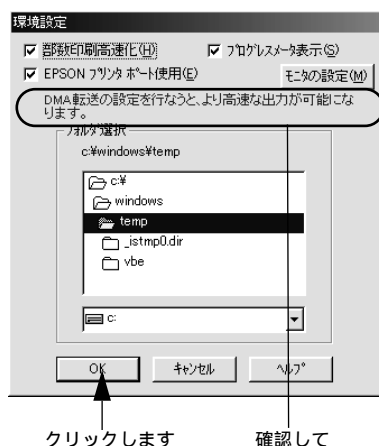 環境設定
部数印刷高速化(H)
ﾌﾟﾛｸﾞﾚｽﾒｰﾀ表示(S)
EPSON ﾌﾟﾘﾝﾀ ﾎﾟｰﾄ使用(E)
ﾓﾆﾀの設定(M)
DMA転送の設定を行なうと、より高速な出力が可能にな
ります。
ﾌｫﾙﾀﾞ選択
c:¥windows¥temp
c:¥
windows
temp
_istmp0.dir
vbe
c:
OK
ｷｬﾝｾﾙ
ﾍﾙﾌﾟ
クリックします
確認して